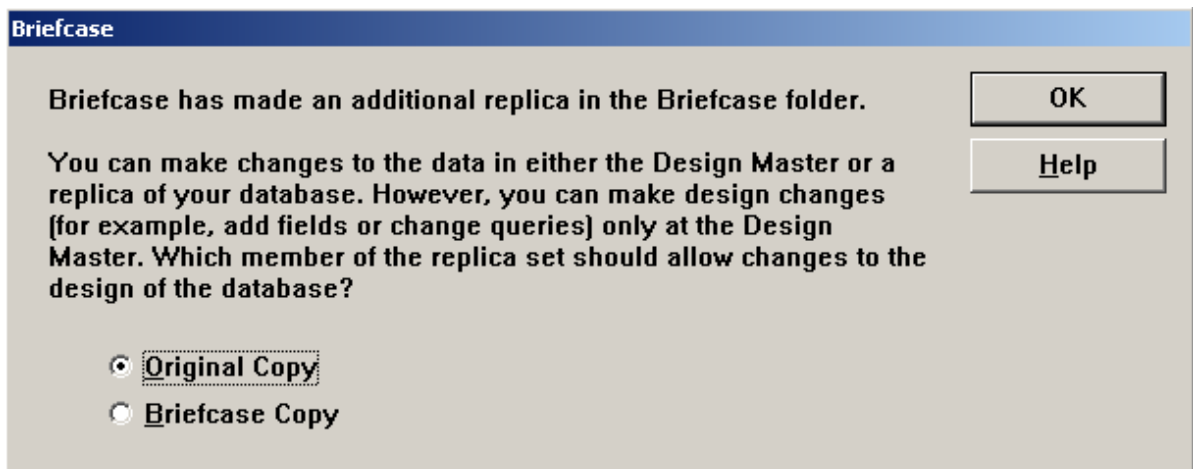 Briefcase
Briefcase has made an additional replica in the Briefcase folder.
OK
You can make changes to the data in either the Design Master or a
replica of your database. However, you can make design changes
(for example, add fields or change queries) only at the Design
Master. Which member of the replica set should allow changes to the
design of the database?
Help
Original Copy
Briefcase Copy